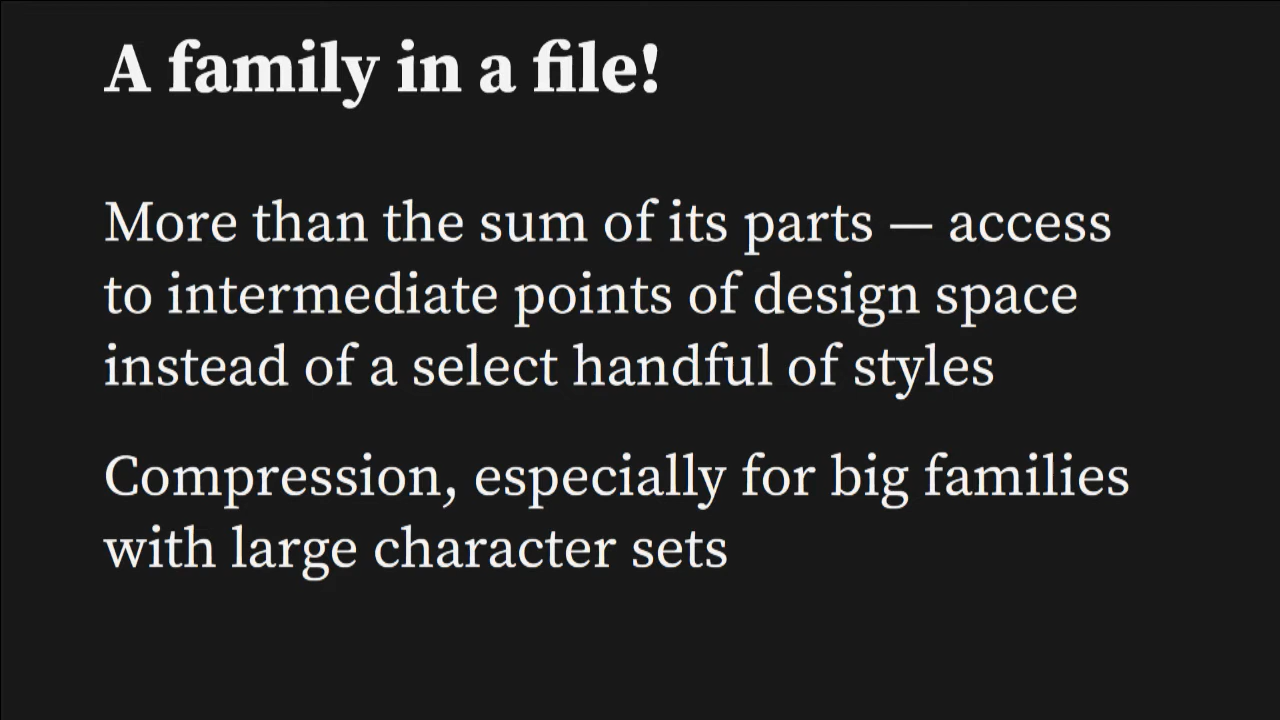 A family in a file!
More than the sum of its parts — access
to intermediate points of design space
instead of a select handful of styles
Compression, especially for big families
with large character sets